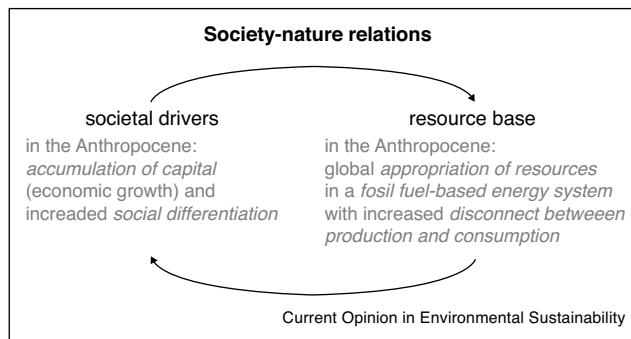 Society-nature relations
societal drivers
in the Anthropocene:
accumulation of capital
(economic growth) and
increaded social differentiation
resource base
in the Anthropocene:
global appropriation of resources
in a fosil fuel-based energy system
with increased disconnect betweeen
production and consumption
Current Opinion in Environmental Sustainability